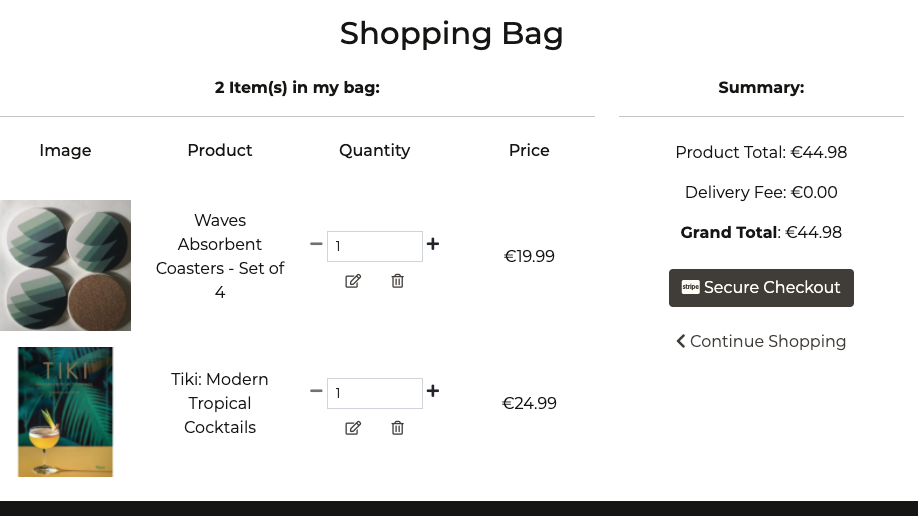 Shopping Bag
2 Item(s) in my bag:
Summary:
Image Product Quantity Price
Waves
Absorbent
Coasters - Set of
4
1
€19.99
TIKI
Tiki: Modern
Tropical
Cocktails
1
€24.99
Product Total: €44.98
Delivery Fee: €0.00
Grand Total: €44.98
stripe Secure Checkout
Continue Shopping